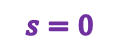 s = 0